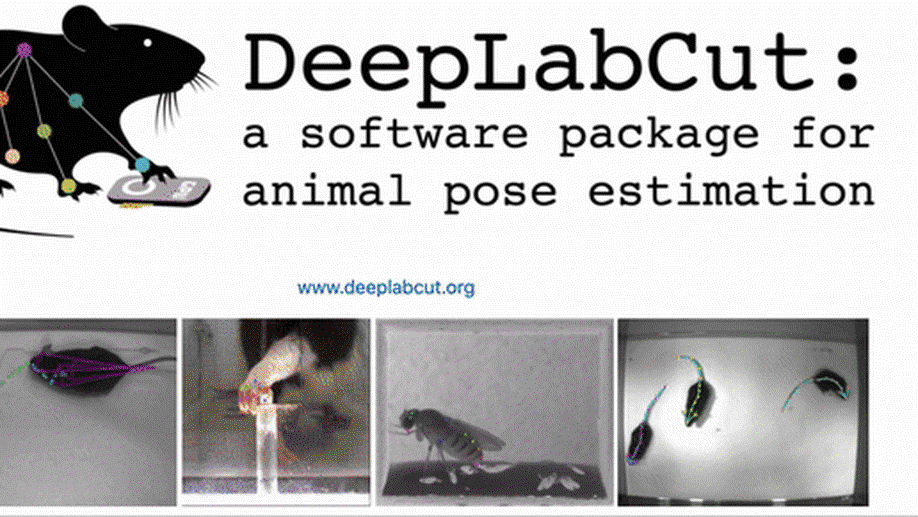 DeepLabCut:
a software package for
animal pose estimation
www.deeplabcut.org